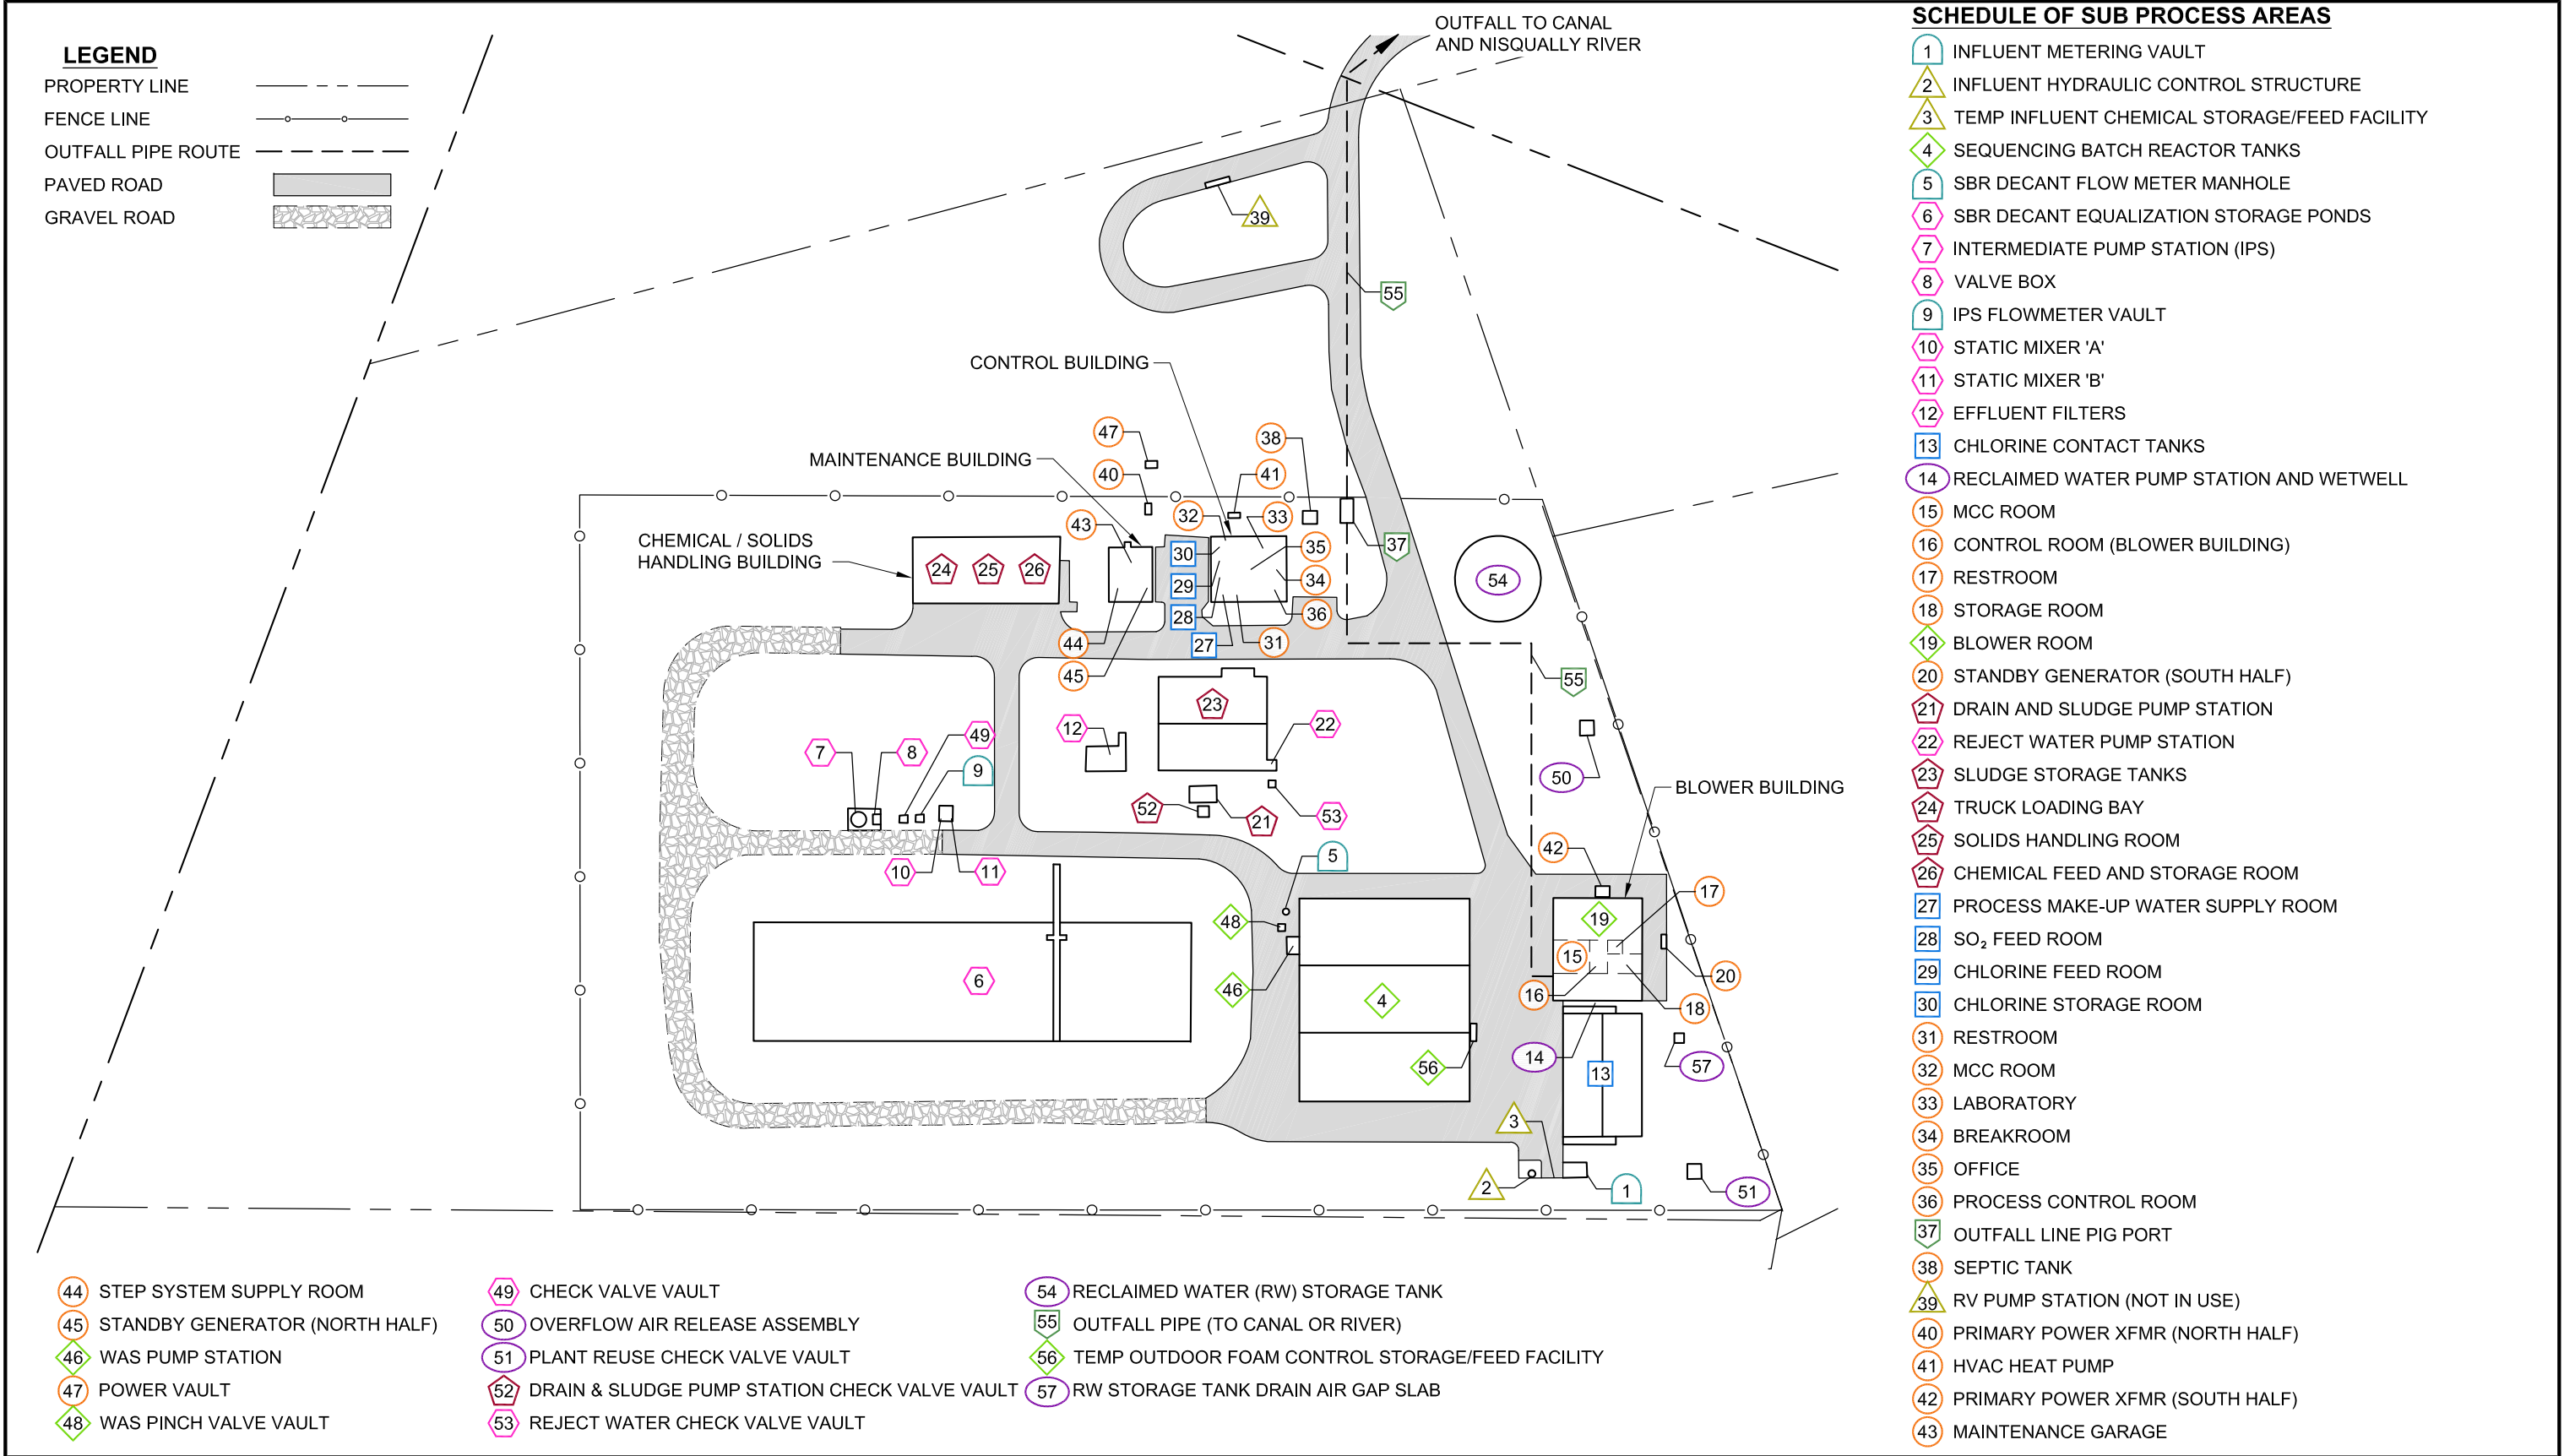 LEGEND
PROPERTY LINE
FENCE LINE
OUTFALL PIPE ROUTE
PAVED ROAD
GRAVEL ROAD
OUTFALL TO CANAL
AND NISQUALLY RIVER
39
55
CONTROL BUILDING
47
38
MAINTENANCE BUILDING
40
41
43
32
33
CHEMICAL / SOLIDS
HANDLING BUILDING
30
35
37
24
25
26
29
34
54
28
36
44
27
31
45
55
23
12
22
49
7
8
9
50
BLOWER BUILDING
52
21
53
42
5
10
11
17
48
19
15
6
46
4
16
20
18
14
56
13
57
3
2
1
51
SCHEDULE OF SUB PROCESS AREAS
1 INFLUENT METERING VAULT
2 INFLUENT HYDRAULIC CONTROL STRUCTURE
3 TEMP INFLUENT CHEMICAL STORAGE/FEED FACILITY
4 SEQUENCING BATCH REACTOR TANKS
5 SBR DECANT FLOW METER MANHOLE
6 SBR DECANT EQUALIZATION STORAGE PONDS
7 INTERMEDIATE PUMP STATION (IPS)
8 VALVE BOX
9 IPS FLOWMETER VAULT
10 STATIC MIXER 'A'
11 STATIC MIXER 'B'
12 EFFLUENT FILTERS
13 CHLORINE CONTACT TANKS
14 RECLAIMED WATER PUMP STATION AND WETWELL
15 MCC ROOM
16 CONTROL ROOM (BLOWER BUILDING)
17 RESTROOM
18 STORAGE ROOM
19 BLOWER ROOM
20 STANDBY GENERATOR (SOUTH HALF)
21 DRAIN AND SLUDGE PUMP STATION
22 REJECT WATER PUMP STATION
23 SLUDGE STORAGE TANKS
24 TRUCK LOADING BAY
25 SOLIDS HANDLING ROOM
26 CHEMICAL FEED AND STORAGE ROOM
27 PROCESS MAKE-UP WATER SUPPLY ROOM
28 SO₂ FEED ROOM
29 CHLORINE FEED ROOM
30 CHLORINE STORAGE ROOM
31 RESTROOM
32 MCC ROOM
33 LABORATORY
34 BREAKROOM
35 OFFICE
36 PROCESS CONTROL ROOM
37 OUTFALL LINE PIG PORT
38 SEPTIC TANK
39 RV PUMP STATION (NOT IN USE)
40 PRIMARY POWER XFMR (NORTH HALF)
41 HVAC HEAT PUMP
42 PRIMARY POWER XFMR (SOUTH HALF)
43 MAINTENANCE GARAGE
44 STEP SYSTEM SUPPLY ROOM
45 STANDBY GENERATOR (NORTH HALF)
46 WAS PUMP STATION
47 POWER VAULT
48 WAS PINCH VALVE VAULT
49 CHECK VALVE VAULT
50 OVERFLOW AIR RELEASE ASSEMBLY
51 PLANT REUSE CHECK VALVE VAULT
52 DRAIN & SLUDGE PUMP STATION CHECK VALVE VAULT
53 REJECT WATER CHECK VALVE VAULT
54 RECLAIMED WATER (RW) STORAGE TANK
55 OUTFALL PIPE (TO CANAL OR RIVER)
56 TEMP OUTDOOR FOAM CONTROL STORAGE/FEED FACILITY
57 RW STORAGE TANK DRAIN AIR GAP SLAB